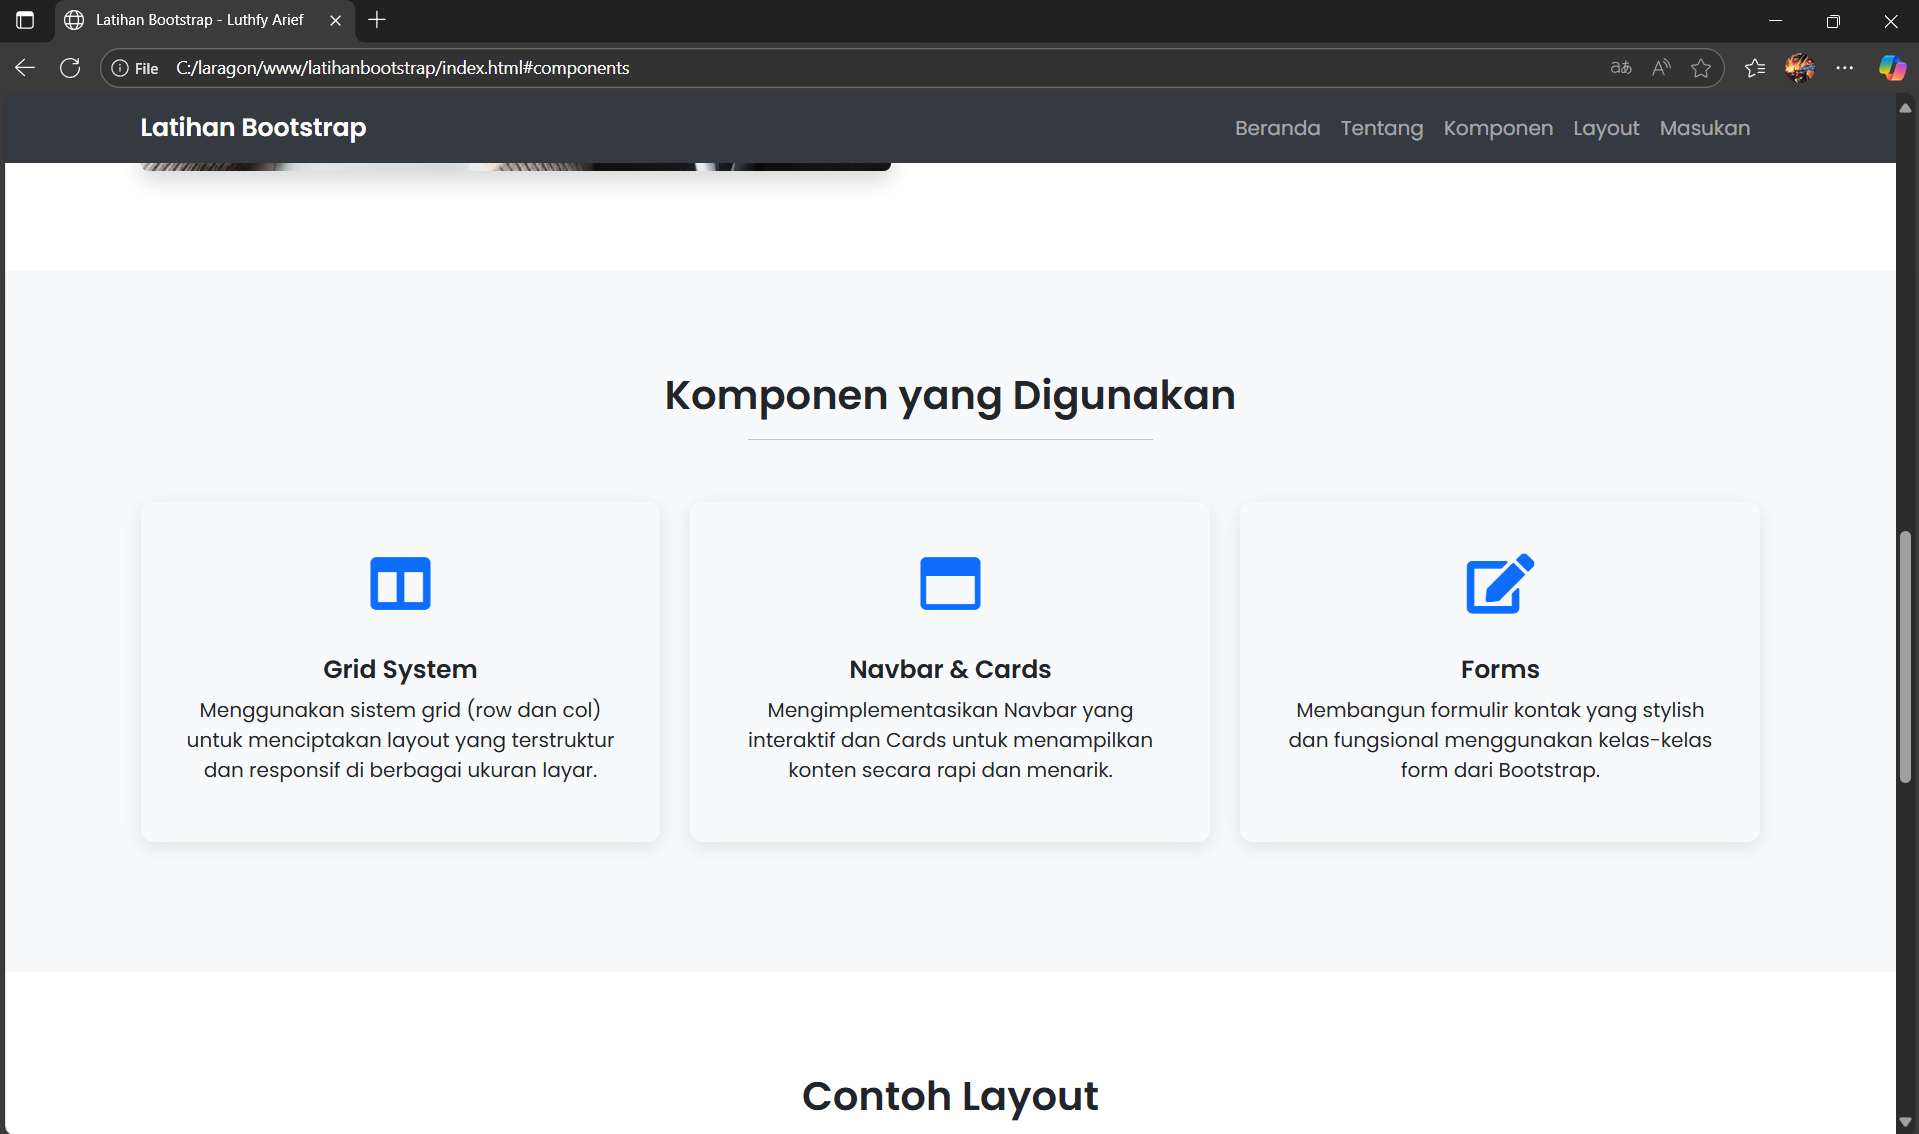 Latihan Bootstrap - Luthfy Arief
File C:/laragon/www/latihanbootstrap/index.html#components
Latihan Bootstrap
Beranda Tentang Komponen Layout Masukan
Komponen yang Digunakan
Grid System
Menggunakan sistem grid (row dan col)
untuk menciptakan layout yang terstruktur
dan responsif di berbagai ukuran layar.
Navbar & Cards
Mengimplementasikan Navbar yang
interaktif dan Cards untuk menampilkan
konten secara rapi dan menarik.
Forms
Membangun formulir kontak yang stylish
dan fungsional menggunakan kelas-kelas
form dari Bootstrap.
Contoh Layout